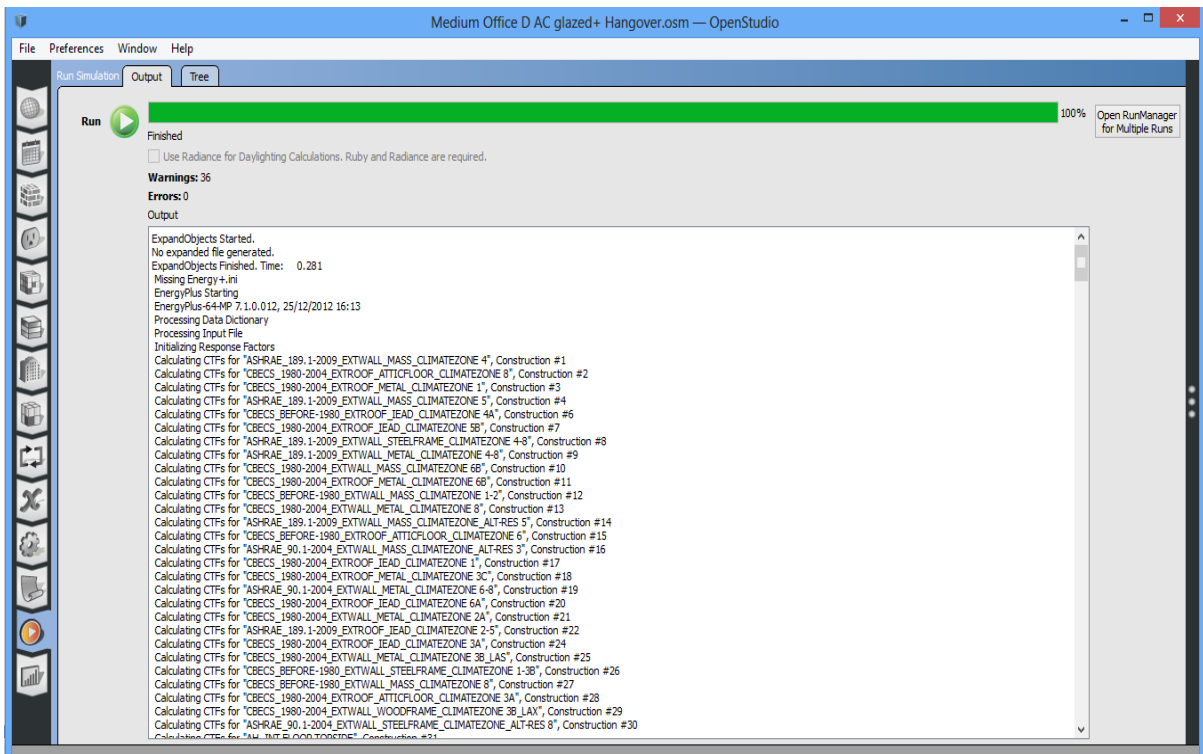 Medium Office D AC glazed+ Hangover.osm — OpenStudio
File Preferences Window Help
Run Simulation Output Tree
Run
100%
Open RunManager for Multiple Runs
Finished
Use Radiance for Daylighting Calculations. Ruby and Radiance are required.
Warnings: 36
Errors: 0
Output
ExpandObjects Started.
No expanded file generated.
ExpandObjects Finished. Time: 0.281
Missing Energy+.ini
EnergyPlus Starting
EnergyPlus-64-MP 7.1.0.012, 25/12/2012 16:13
Processing Data Dictionary
Processing Input File
Initializing Response Factors
Calculating CTFs for "ASHRAE_189.1-2009_EXTWALL_MASS_CLIMATEZONE 4", Construction #1
Calculating CTFs for "CBECS_1980-2004_EXTROOF_ATTICFLOOR_CLIMATEZONE 8", Construction #2
Calculating CTFs for "CBECS_1980-2004_EXTROOF_METAL_CLIMATEZONE 1", Construction #3
Calculating CTFs for "ASHRAE_189.1-2009_EXTWALL_MASS_CLIMATEZONE 5", Construction #4
Calculating CTFs for "CBECS_BEFORE-1980_EXTROOF_IEAD_CLIMATEZONE 4A", Construction #6
Calculating CTFs for "CBECS_1980-2004_EXTROOF_IEAD_CLIMATEZONE 5B", Construction #7
Calculating CTFs for "ASHRAE_189.1-2009_EXTWALL_STEELFRAME_CLIMATEZONE 4-8", Construction #8
Calculating CTFs for "ASHRAE_189.1-2009_EXTWALL_METAL_CLIMATEZONE 4-8", Construction #9
Calculating CTFs for "CBECS_1980-2004_EXTWALL_MASS_CLIMATEZONE 6B", Construction #10
Calculating CTFs for "CBECS_1980-2004_EXTROOF_METAL_CLIMATEZONE 6B", Construction #11
Calculating CTFs for "CBECS_BEFORE-1980_EXTWALL_MASS_CLIMATEZONE 1-2", Construction #12
Calculating CTFs for "CBECS_1980-2004_EXTWALL_METAL_CLIMATEZONE 8", Construction #13
Calculating CTFs for "ASHRAE_189.1-2009_EXTWALL_MASS_CLIMATEZONE_ALT-RES 5", Construction #14
Calculating CTFs for "CBECS_BEFORE-1980_EXTROOF_ATTICFLOOR_CLIMATEZONE 6", Construction #15
Calculating CTFs for "ASHRAE_90.1-2004_EXTWALL_MASS_CLIMATEZONE_ALT-RES 3", Construction #16
Calculating CTFs for "CBECS_1980-2004_EXTROOF_IEAD_CLIMATEZONE 1", Construction #17
Calculating CTFs for "CBECS_1980-2004_EXTROOF_METAL_CLIMATEZONE 3C", Construction #18
Calculating CTFs for "ASHRAE_90.1-2004_EXTWALL_METAL_CLIMATEZONE 6-8", Construction #19
Calculating CTFs for "CBECS_1980-2004_EXTROOF_IEAD_CLIMATEZONE 6A", Construction #20
Calculating CTFs for "CBECS_1980-2004_EXTWALL_METAL_CLIMATEZONE 2A", Construction #21
Calculating CTFs for "ASHRAE_189.1-2009_EXTROOF_IEAD_CLIMATEZONE 2-5", Construction #22
Calculating CTFs for "CBECS_1980-2004_EXTROOF_IEAD_CLIMATEZONE 3A", Construction #24
Calculating CTFs for "CBECS_1980-2004_EXTWALL_METAL_CLIMATEZONE 3B_LAS", Construction #25
Calculating CTFs for "CBECS_BEFORE-1980_EXTWALL_STEELFRAME_CLIMATEZONE 1-3B", Construction #26
Calculating CTFs for "CBECS_BEFORE-1980_EXTWALL_MASS_CLIMATEZONE 8", Construction #27
Calculating CTFs for "CBECS_1980-2004_EXTROOF_ATTICFLOOR_CLIMATEZONE 3A", Construction #28
Calculating CTFs for "CBECS_1980-2004_EXTWALL_WOODFRAME_CLIMATEZONE 3B_LAX", Construction #29
Calculating CTFs for "ASHRAE_90.1-2004_EXTWALL_STEELFRAME_CLIMATEZONE_ALT-RES 8", Construction #30
Calculating CTFs for "AH_INT FLOOR TOPSIDE", Construction #31